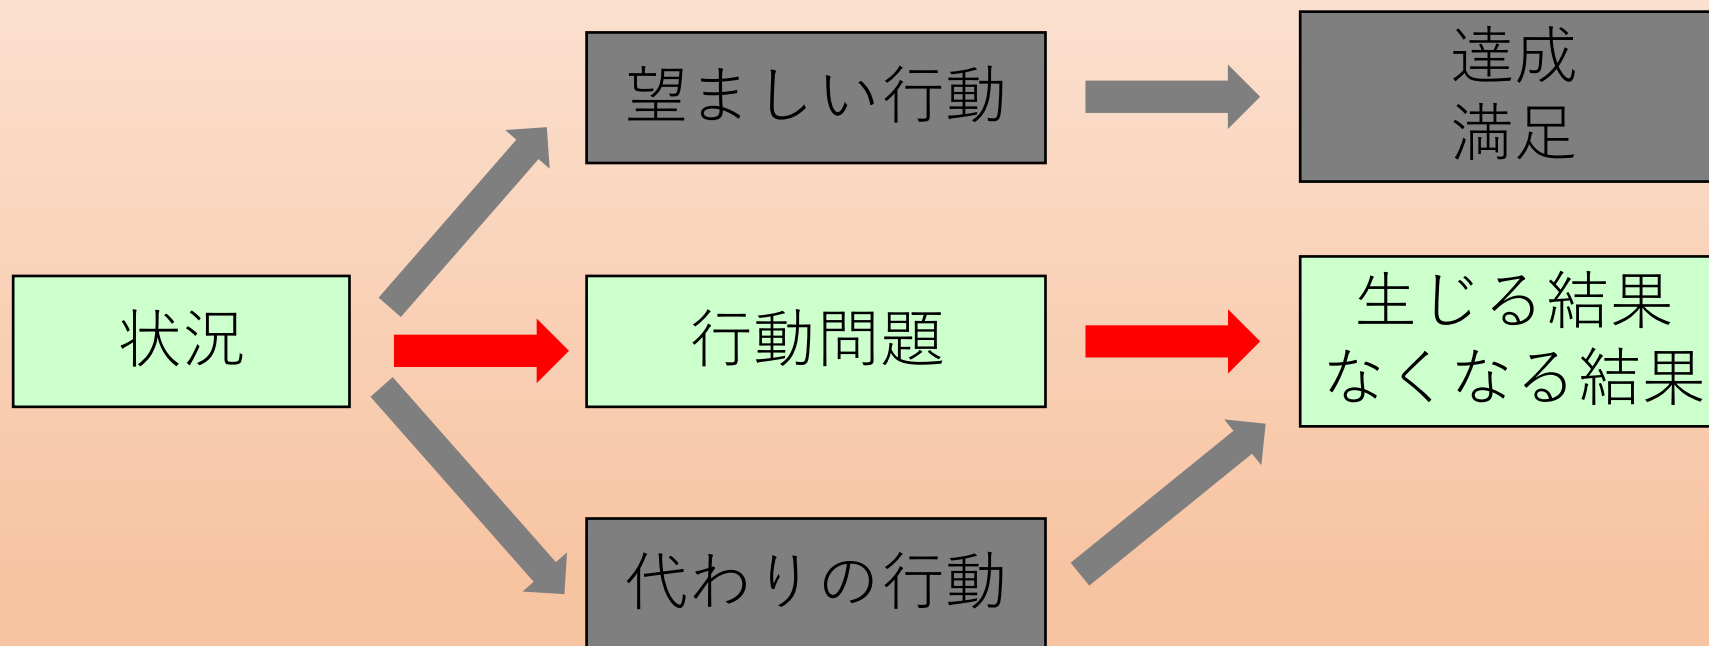 望ましい行動
達成
満足
状況
行動問題
生じる結果
なくなる結果
代わりの行動